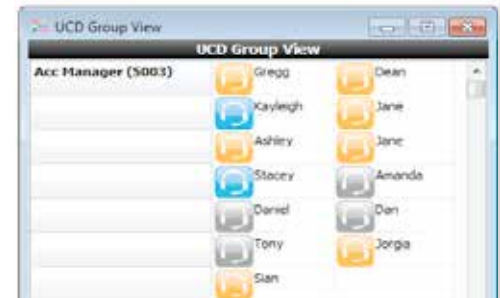 UCD Group View
UCD Group View
Acc Manager (5003) Gregg Dean
Kayleigh Jane
Ashley Jane
Stacey Amanda
Daniel Dan
Tony Jorgia
Sian